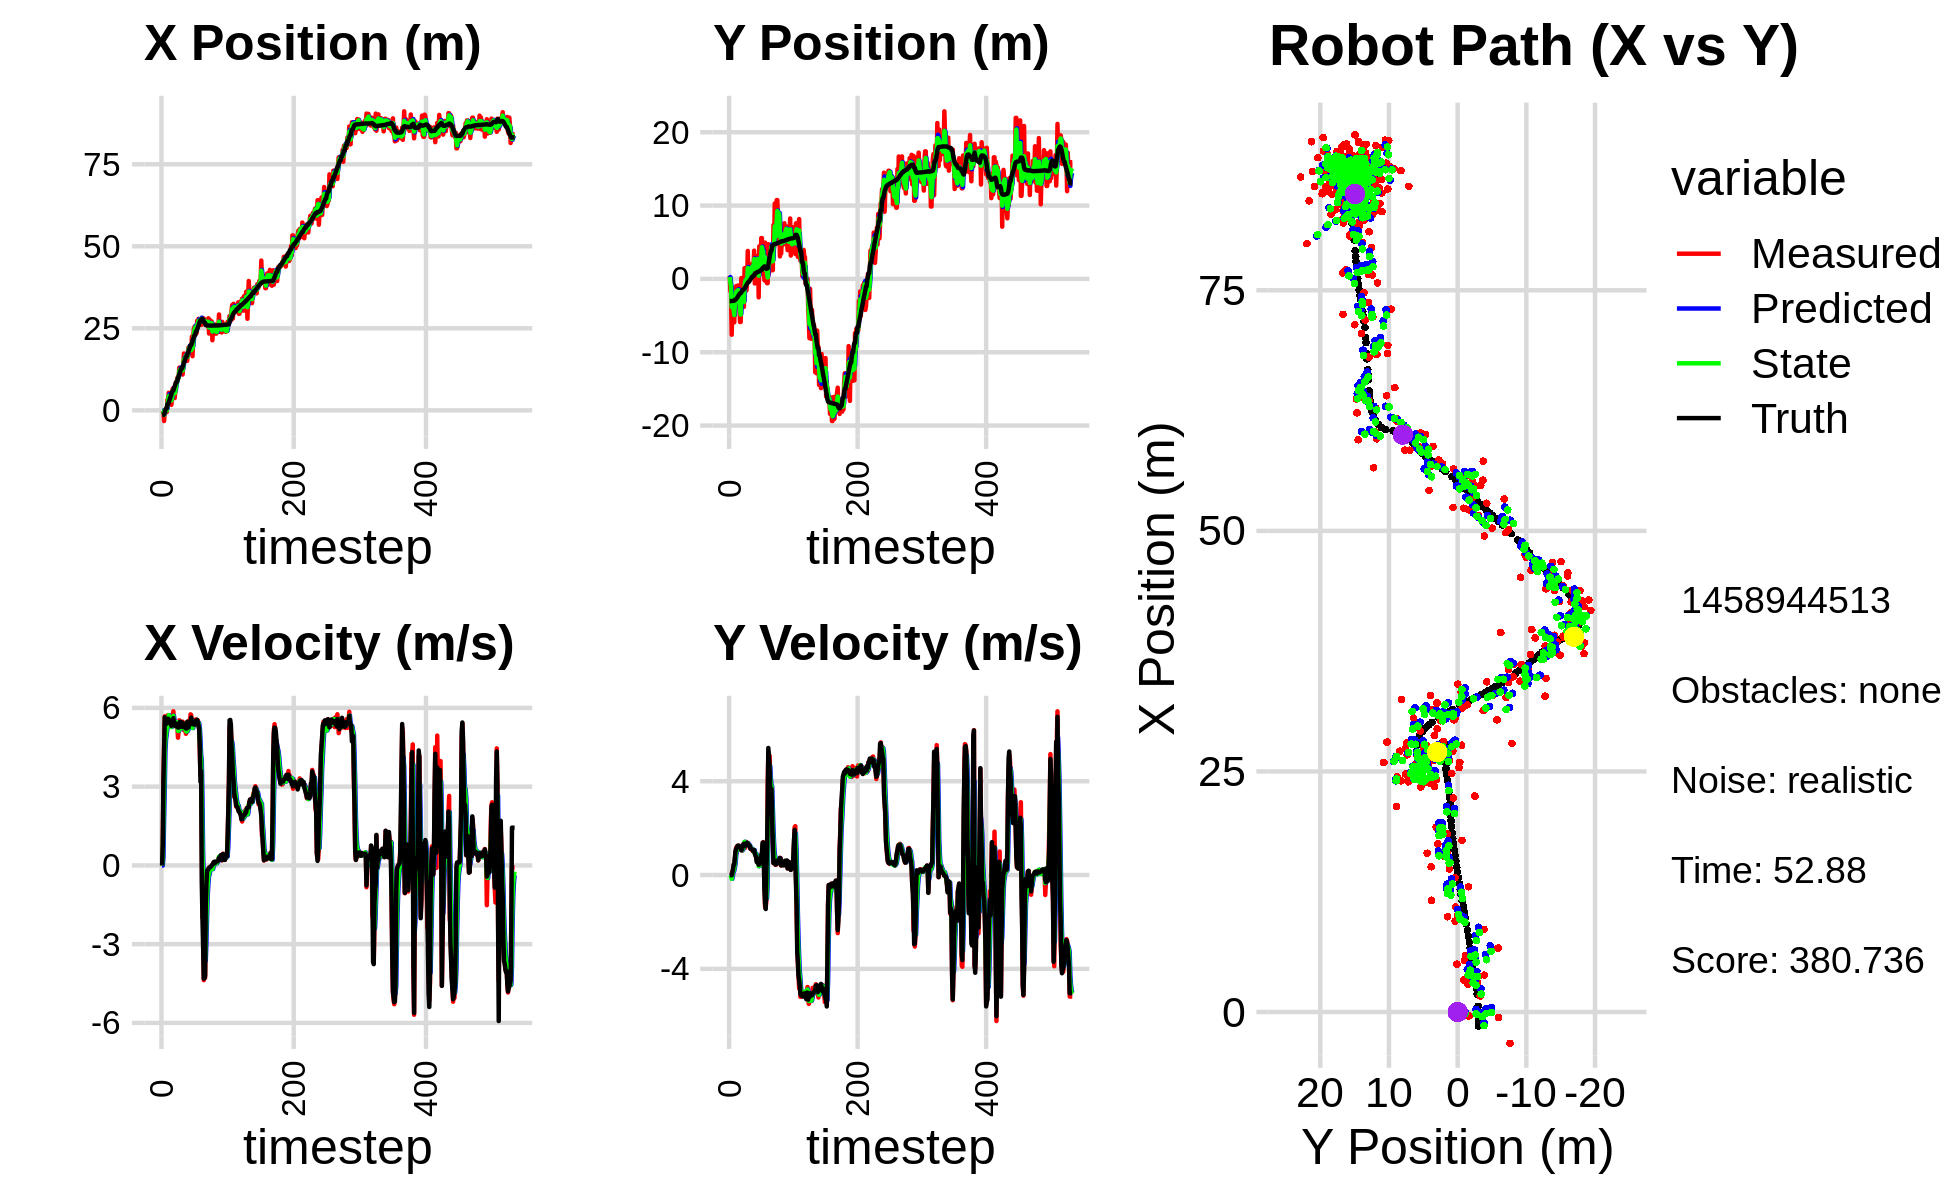 X Position (m)
75
50
25
0
0
200
400
timestep
Y Position (m)
20
10
0
-10
-20
0
200
400
timestep
X Velocity (m/s)
6
3
0
-3
-6
0
200
400
timestep
Y Velocity (m/s)
4
0
-4
0
200
400
timestep
Robot Path (X vs Y)
X Position (m)
75
50
25
0
20 10 0 -10 -20
Y Position (m)
variable
Measured
Predicted
State
Truth
1458944513
Obstacles: none
Noise: realistic
Time: 52.88
Score: 380.736